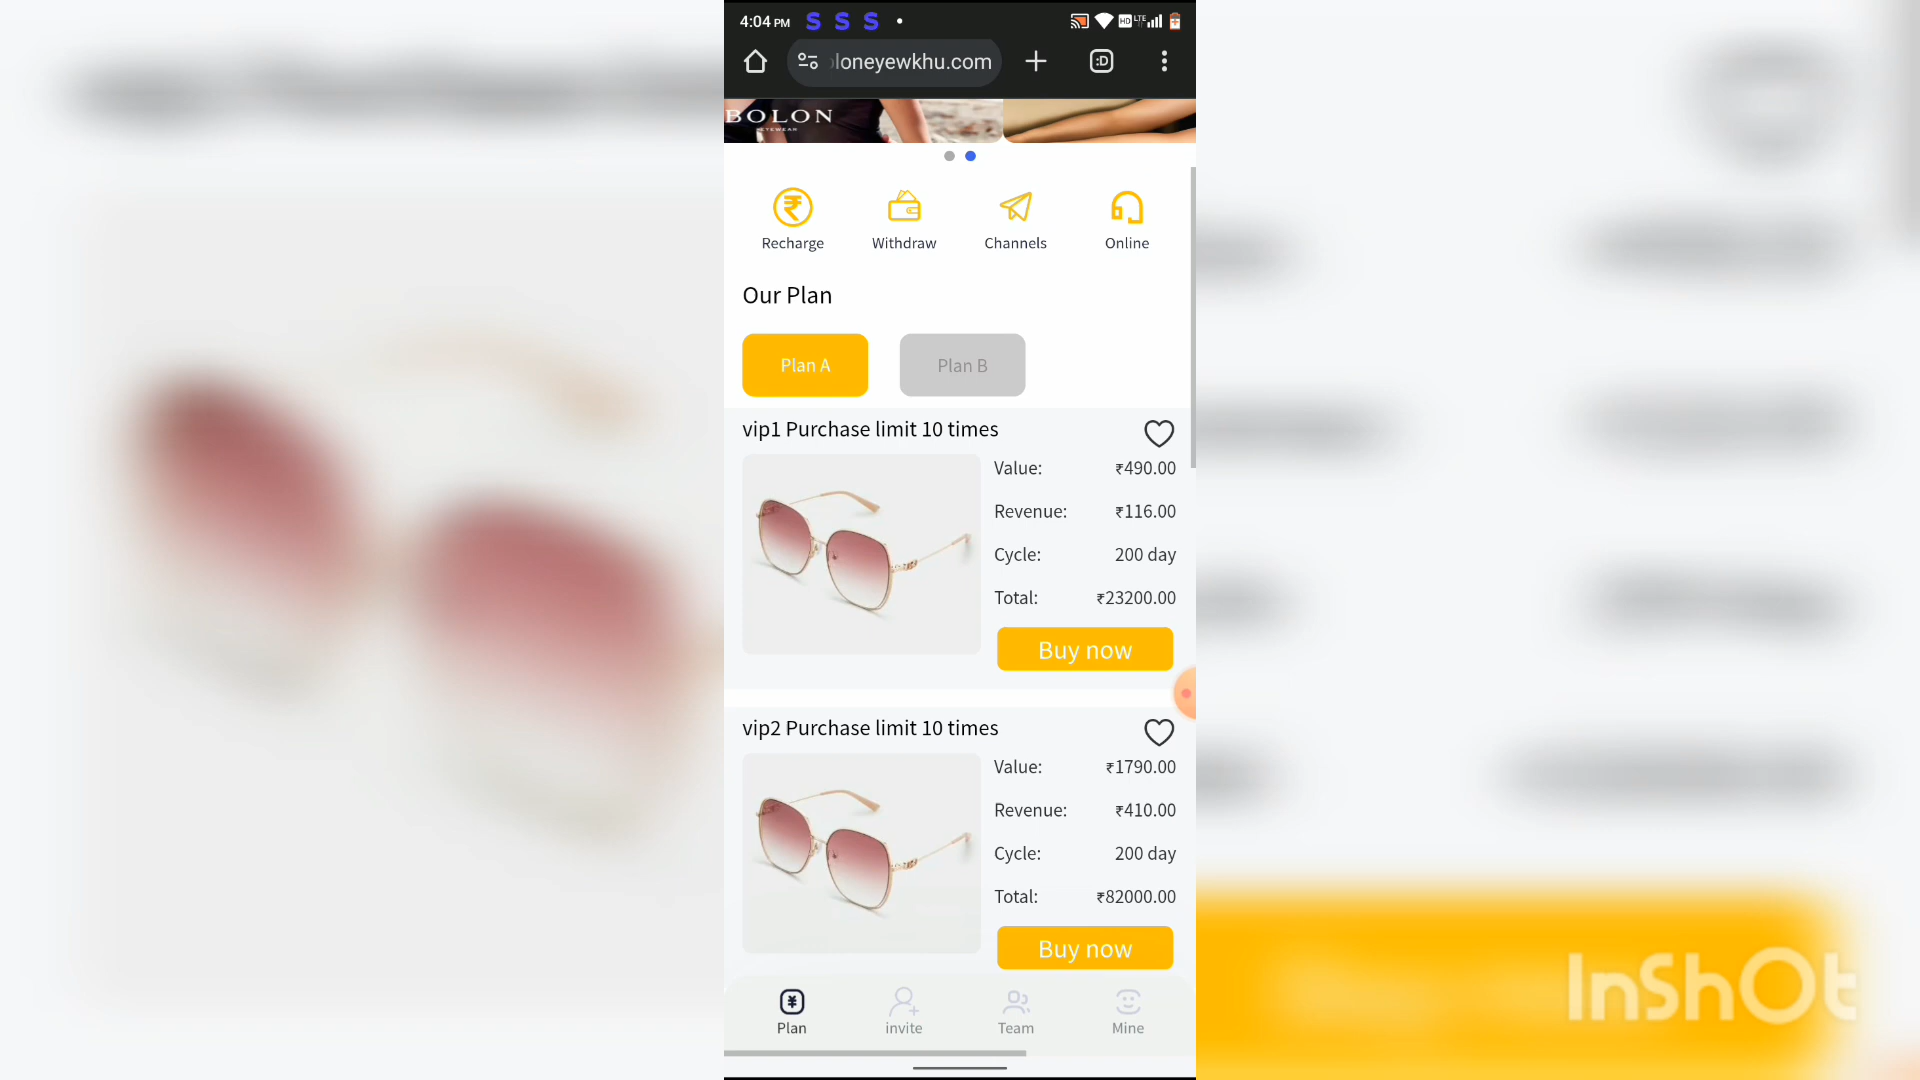 4:04 PM S S S
loneyewkhu.com
BOLON
EYEWEAR
Recharge Withdraw Channels Online
Our Plan
Plan A Plan B
vip1 Purchase limit 10 times
Value: ₹490.00
Revenue: ₹116.00
Cycle: 200 day
Total: ₹23200.00
Buy now
vip2 Purchase limit 10 times
Value: ₹1790.00
Revenue: ₹410.00
Cycle: 200 day
Total: ₹82000.00
Buy now
Plan invite Team Mine
InShOt